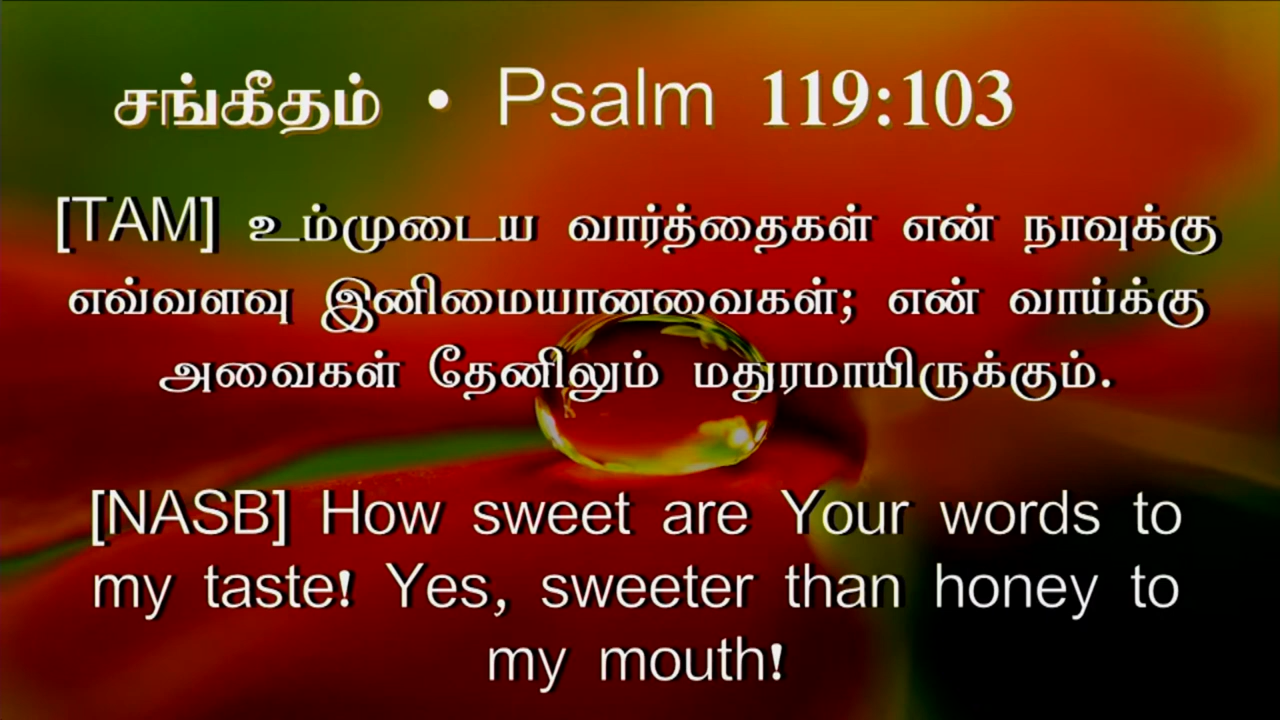 சங்கீதம் • Psalm 119:103
[TAM] உம்முடைய வார்த்தைகள் என் நாவுக்கு
எவ்வளவு இனிமையானவைகள்; என் வாய்க்கு
அவைகள் தேனிலும் மதுரமாயிருக்கும்.
[NASB] How sweet are Your words to
my taste! Yes, sweeter than honey to
my mouth!